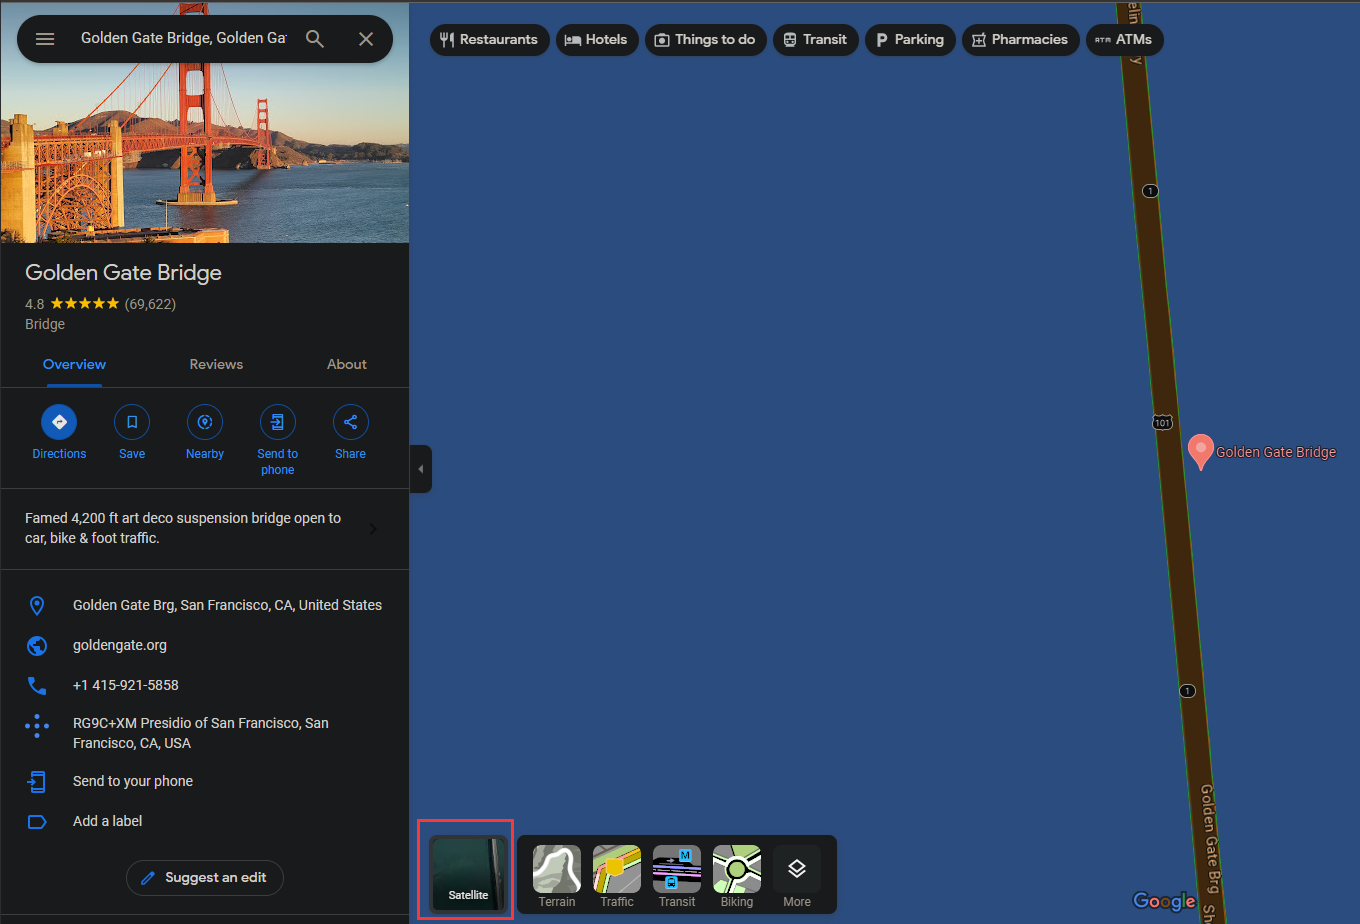 Golden Gate Bridge, Golden Ga
Restaurants
Hotels
Things to do
Transit
Parking
Pharmacies
ATM
ATMs
Golden Gate Bridge
4.8
(69,622)
Bridge
Overview
Reviews
About
Directions
Save
Nearby
Send to
phone
Share
Famed 4,200 ft art deco suspension bridge open to
car, bike & foot traffic.
Golden Gate Brg, San Francisco, CA, United States
goldengate.org
+1 415-921-5858
RG9C+XM Presidio of San Francisco, San
Francisco, CA, USA
Send to your phone
Add a label
Suggest an edit
1
101
Golden Gate Bridge
1
Golden Gate Brg
Sh
Satellite
Terrain
Traffic
M
Transit
Biking
More
Google